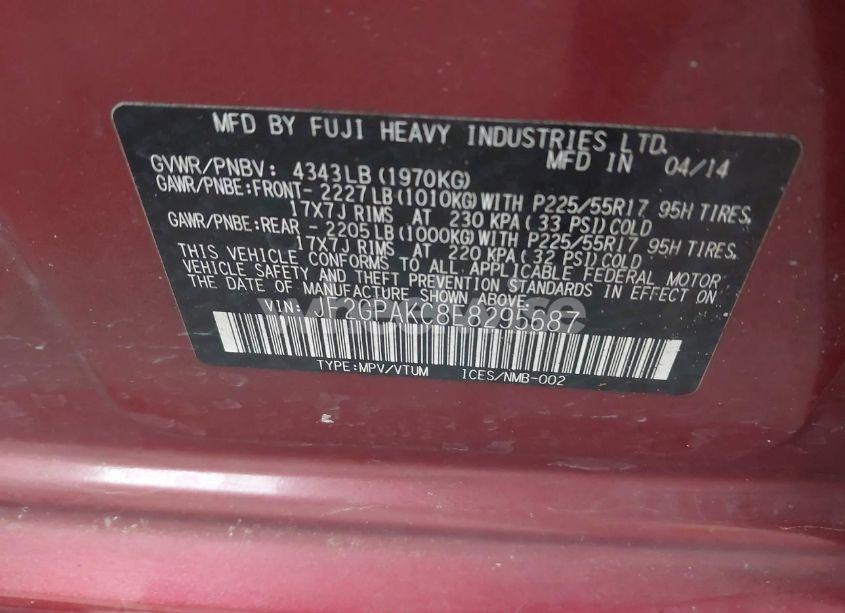 MFD BY FUJI HEAVY INDUSTRIES LTD.
MFD IN 04/14
GVWR/PNBV: 4343LB(1970KG)
GAWR/PNBE:FRONT- 2227LB(1010KG)WITH P225/55R17 95H TIRES,
17X7J RIMS AT 230 KPA(33 PSI)COLD
GAWR/PNBE:REAR - 2205LB(1000KG)WITH P225/55R17 95H TIRES,
17X7J RIMS AT 220 KPA(32 PSI)COLD
THIS VEHICLE CONFORMS TO ALL APPLICABLE FEDERAL MOTOR
VEHICLE SAFETY AND THEFT PREVENTION STANDARDS IN EFFECT ON
THE DATE OF MANUFACTURE SHOWN ABOVE.
VIN: JF2GPAKC8E8295687
TYPE:MPV/VTUM ICES/NMB-002